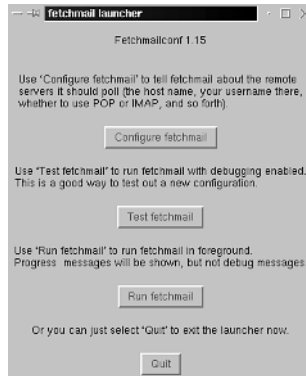 fetchmail launcher
Fetchmailconf 1.15
Use 'Configure fetchmail' to tell fetchmail about the remote
servers it should poll (the host name, your username there,
whether to use POP or IMAP, and so forth).
Configure fetchmail
Use 'Test fetchmail' to run fetchmail with debugging enabled.
This is a good way to test out a new configuration.
Test fetchmail
Use 'Run fetchmail' to run fetchmail in foreground.
Progress messages will be shown, but not debug messages
Run fetchmail
Or you can just select 'Quit' to exit the launcher now.
Quit